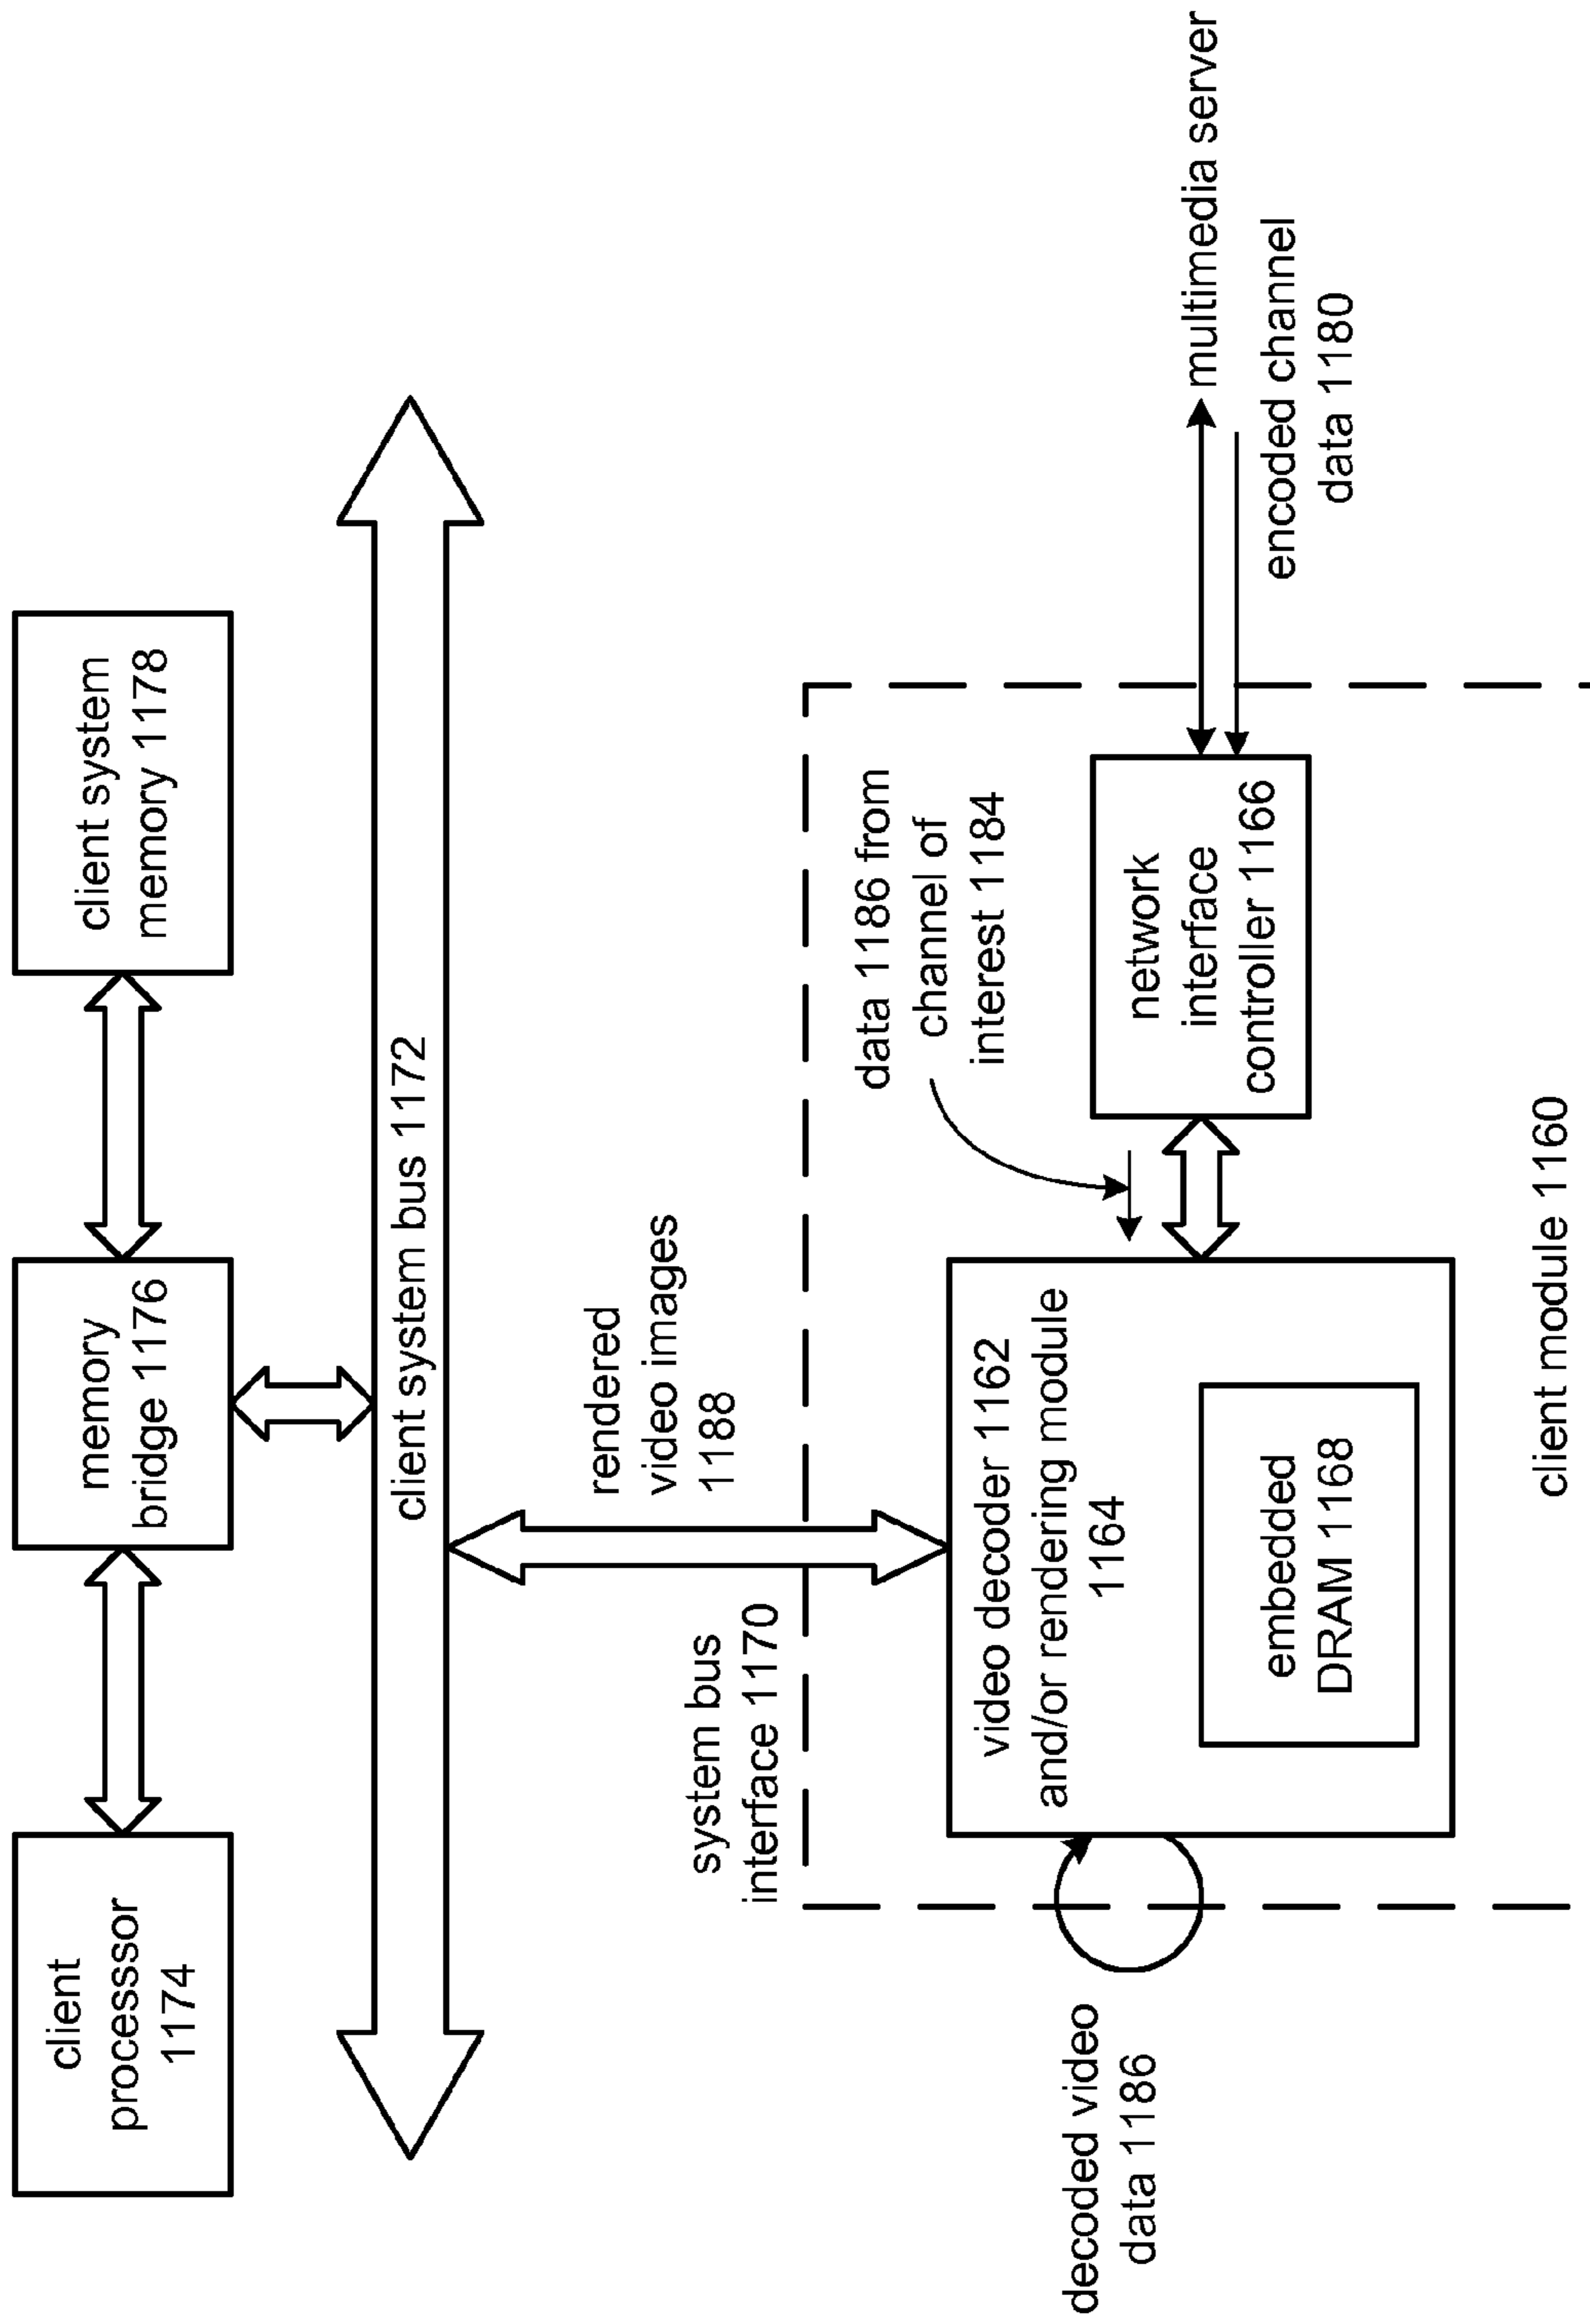 client
processor
1174
memory
bridge 1176
client system
memory 1178
client system bus 1172
system bus
interface 1170
rendered
video images
1188
decoded video
data 1186
video decoder 1162
and/or rendering module
1164
embedded
DRAM 1168
data 1186 from
channel of
interest 1184
network
interface
controller 1166
multimedia server
encoded channel
data 1180
client module 1160